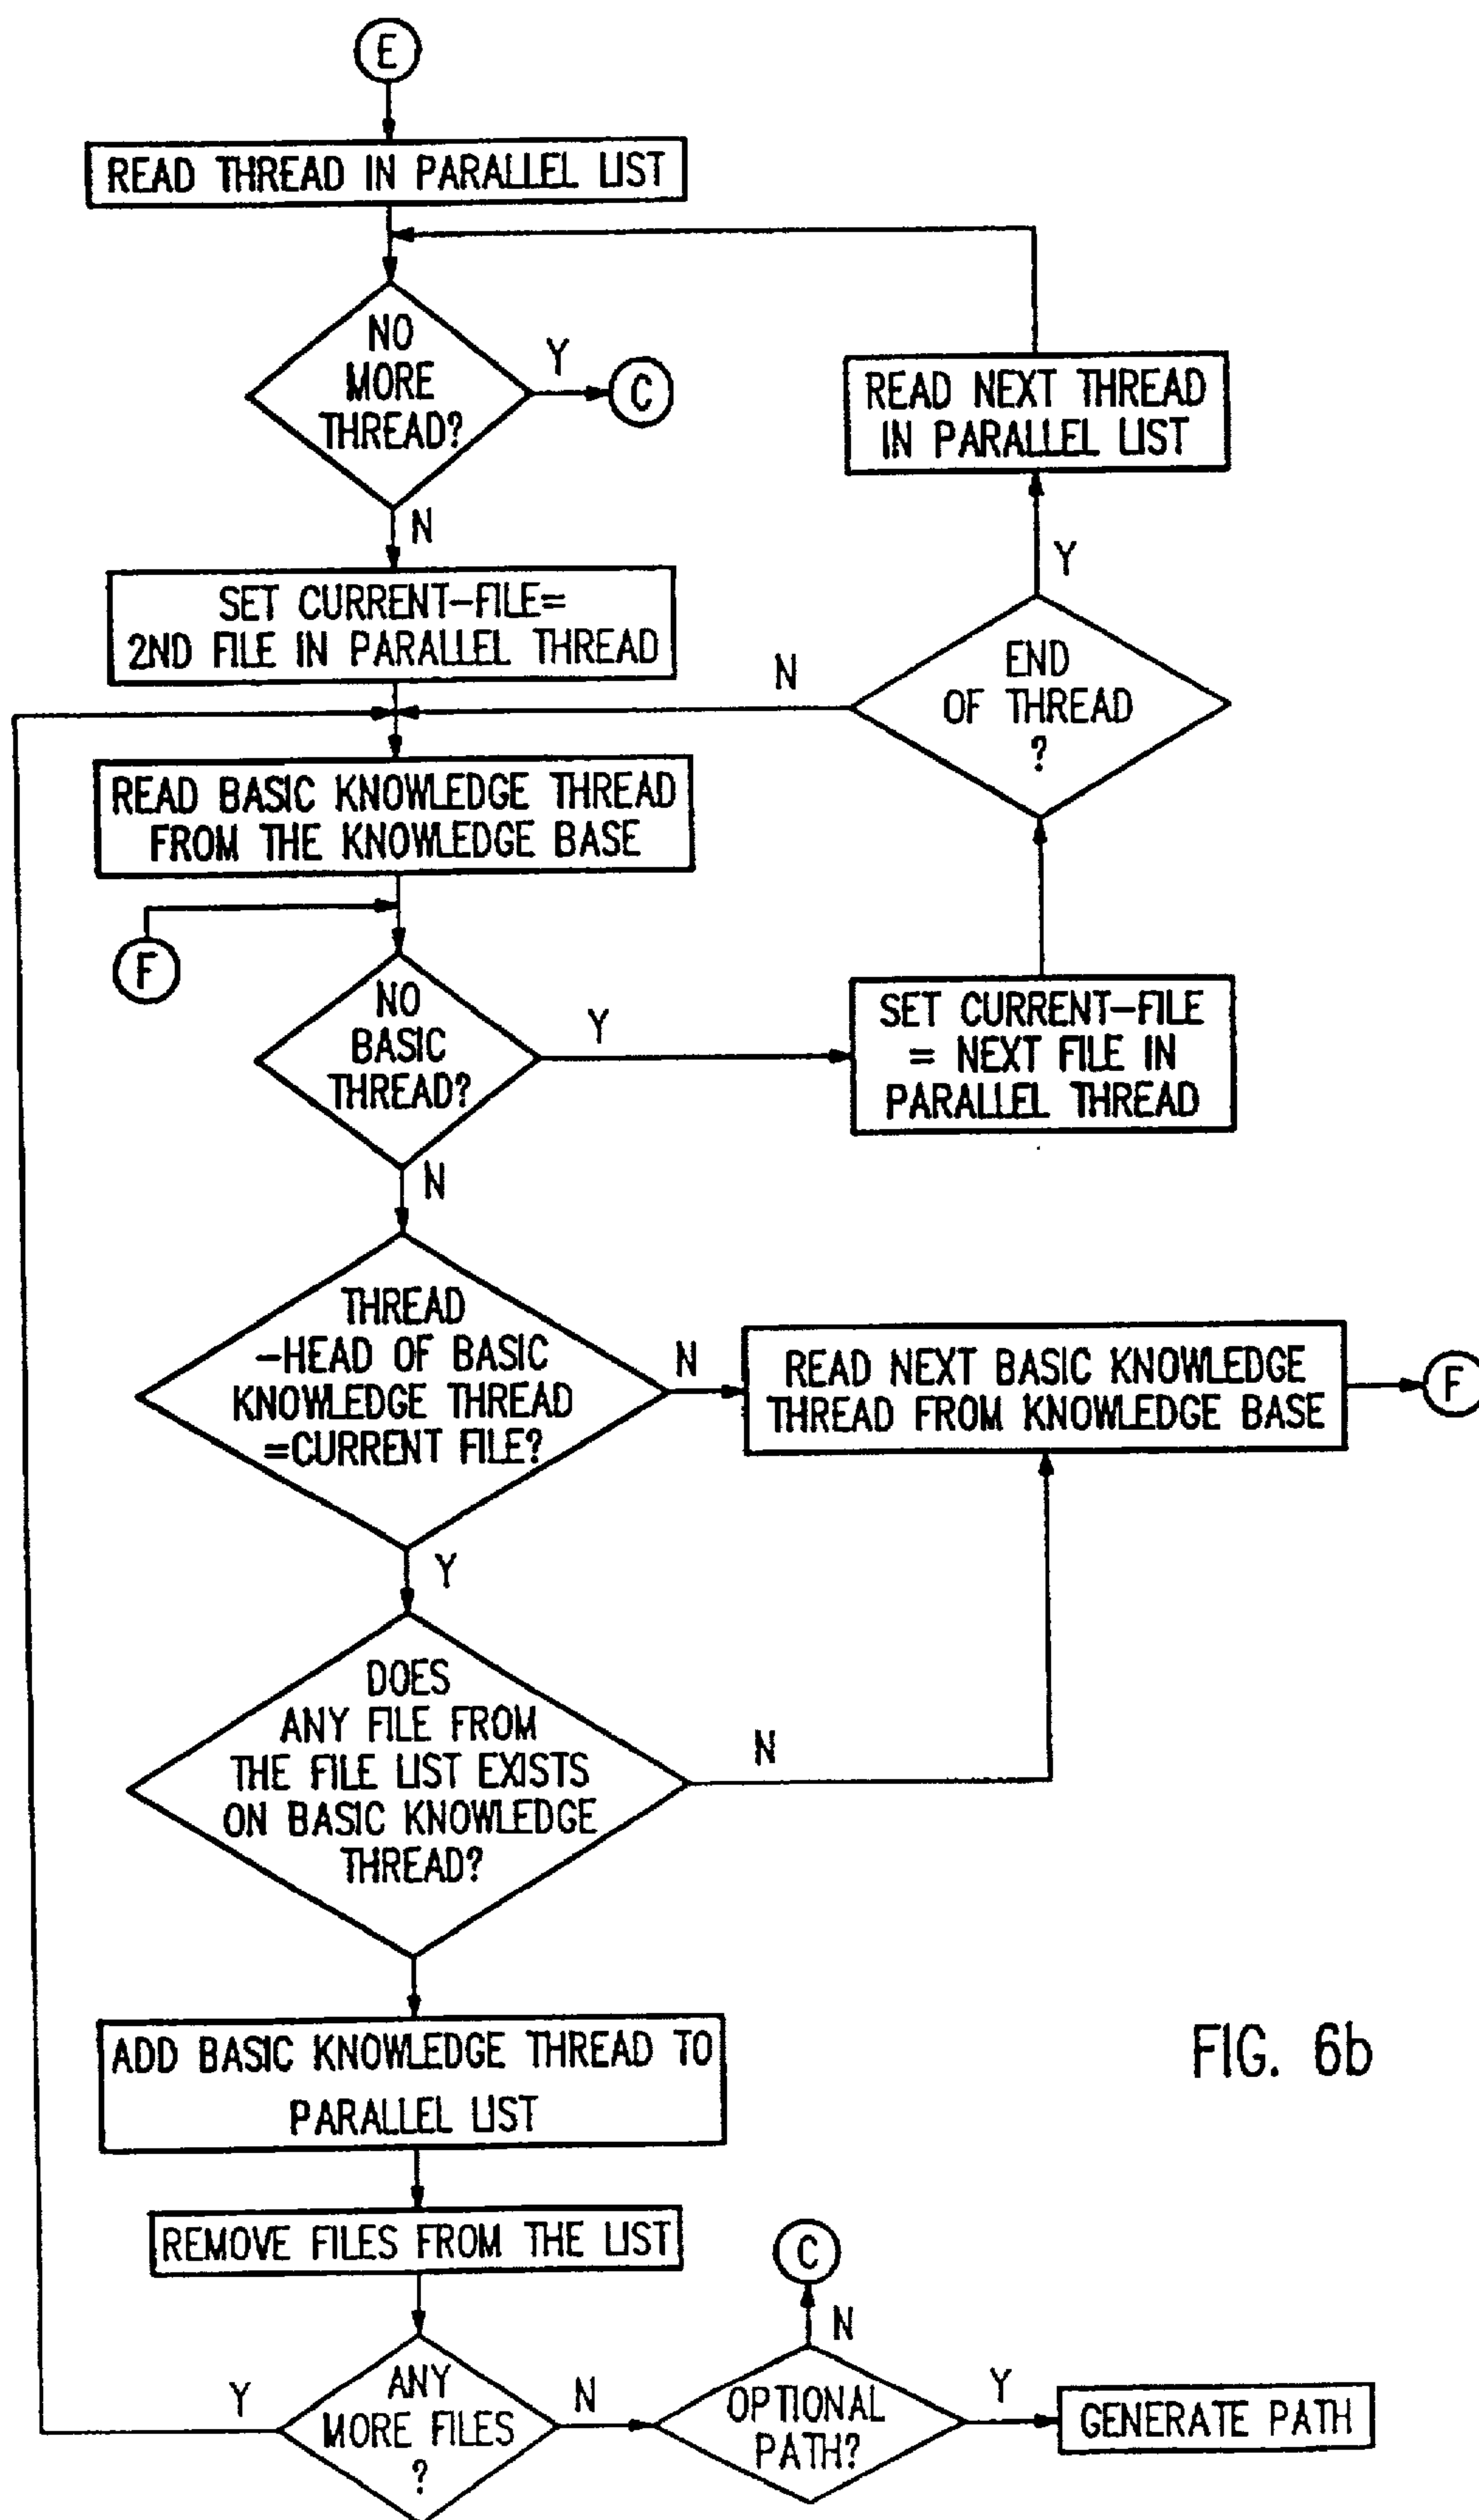 E
READ THREAD IN PARALLEL LIST
NO
MORE
THREAD?
Y
C
READ NEXT THREAD
IN PARALLEL LIST
N
Y
SET CURRENT-FILE=
2ND FILE IN PARALLEL THREAD
N
END
OF THREAD
?
READ BASIC KNOWLEDGE THREAD
FROM THE KNOWLEDGE BASE
F
NO
BASIC
THREAD?
Y
SET CURRENT-FILE
= NEXT FILE IN
PARALLEL THREAD
N
THREAD
-HEAD OF BASIC
KNOWLEDGE THREAD
=CURRENT FILE?
N
READ NEXT BASIC KNOWLEDGE
THREAD FROM KNOWLEDGE BASE
F
Y
DOES
ANY FILE FROM
THE FILE LIST EXISTS
ON BASIC KNOWLEDGE
THREAD?
N
ADD BASIC KNOWLEDGE THREAD TO
PARALLEL LIST
FIG. 6b
REMOVE FILES FROM THE LIST
C
N
Y
ANY
MORE FILES
?
N
OPTIONAL
PATH?
Y
GENERATE PATH